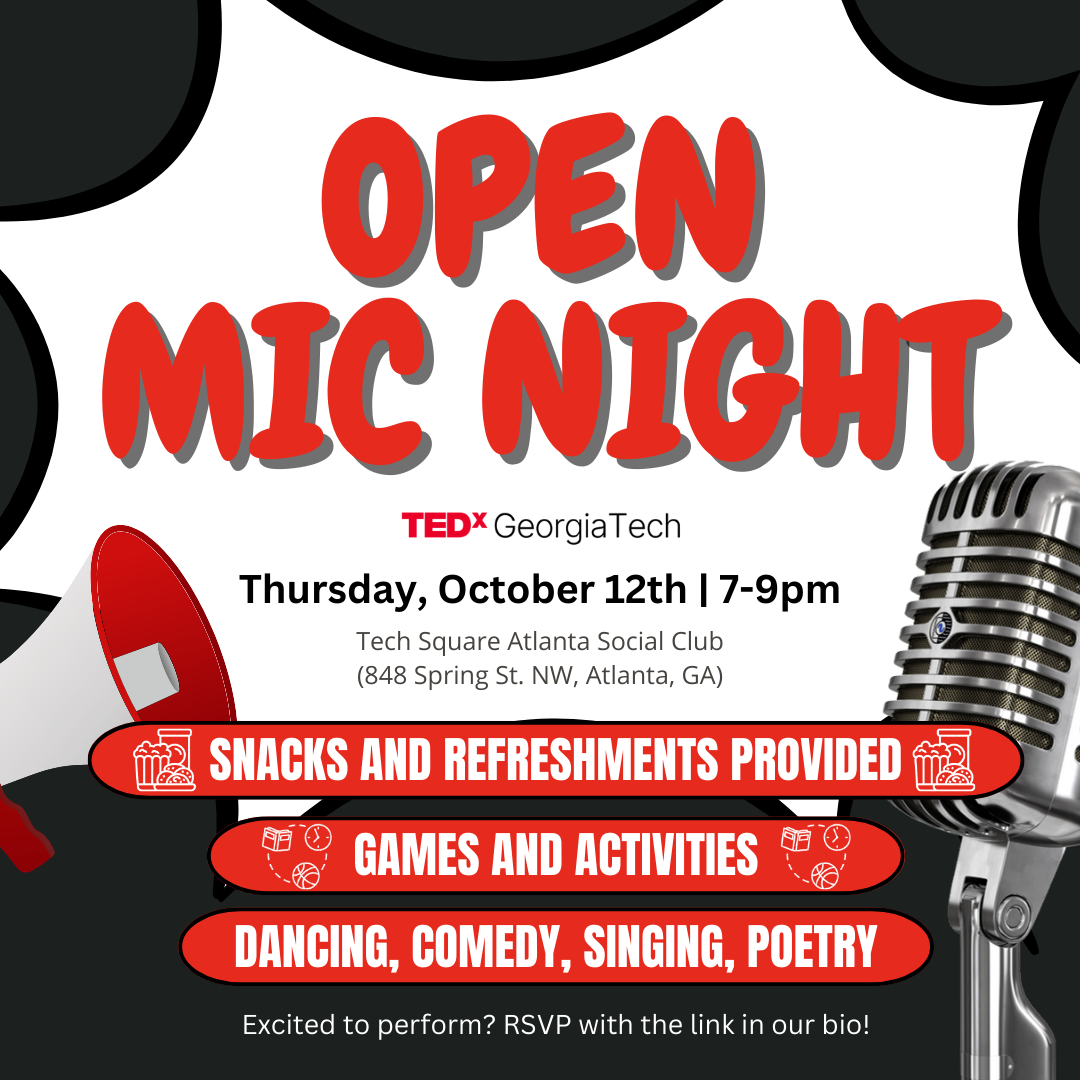 OPEN
MIC NIGHT
TEDx GeorgiaTech
Thursday, October 12th | 7-9pm
Tech Square Atlanta Social Club
(848 Spring St. NW, Atlanta, GA)
SNACKS AND REFRESHMENTS PROVIDED
GAMES AND ACTIVITIES
DANCING, COMEDY, SINGING, POETRY
Excited to perform? RSVP with the link in our bio!